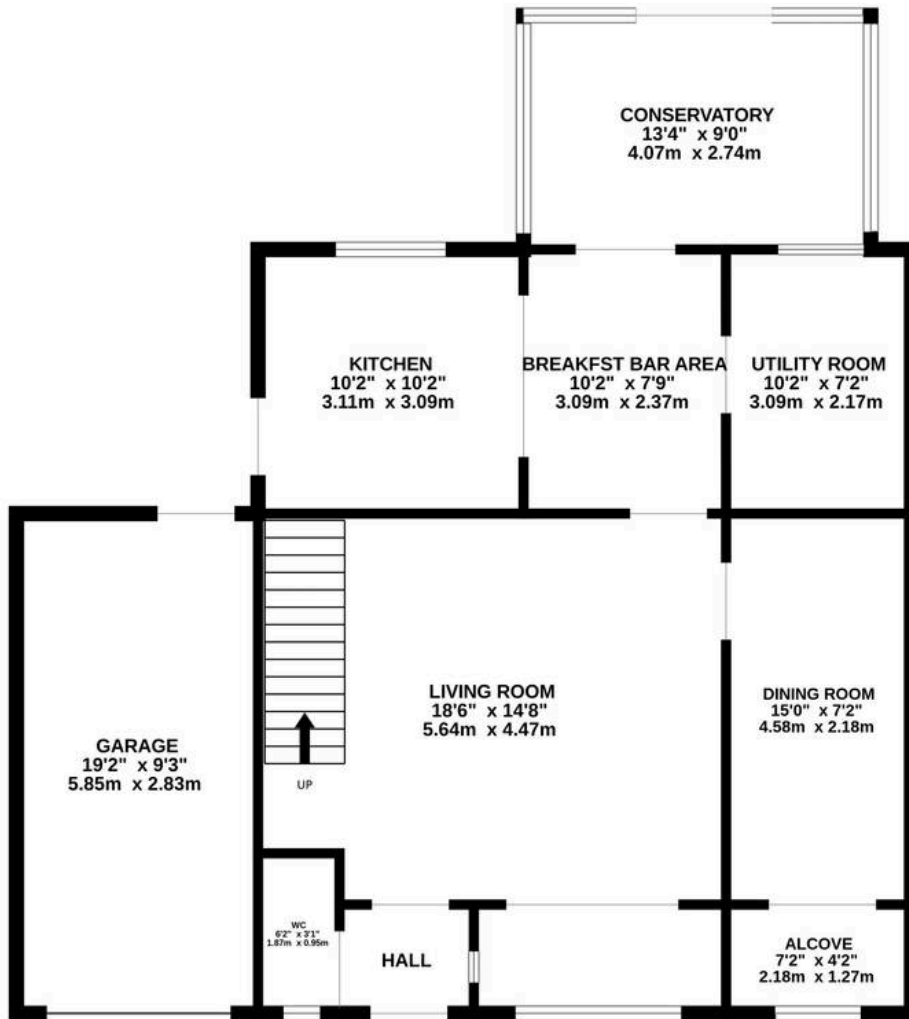 CONSERVATORY
13'4" x 9'0"
4.07m x 2.74m
KITCHEN
10'2" x 10'2"
3.11m x 3.09m
BREAKFST BAR AREA
10'2" x 7'9"
3.09m x 2.37m
UTILITY ROOM
10'2" x 7'2"
3.09m x 2.17m
GARAGE
19'2" x 9'3"
5.85m x 2.83m
UP
LIVING ROOM
18'6" x 14'8"
5.64m x 4.47m
DINING ROOM
15'0" x 7'2"
4.58m x 2.18m
WC
6'2" x 3'1"
1.87m x 0.95m
HALL
ALCOVE
7'2" x 4'2"
2.18m x 1.27m